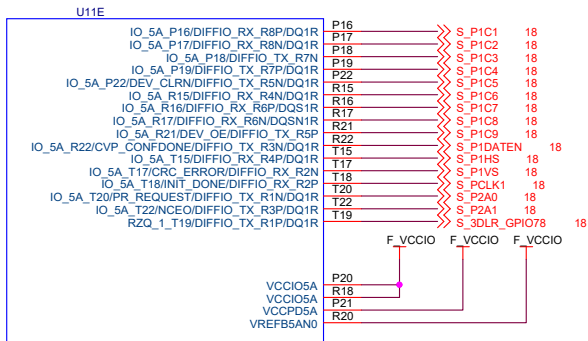 U11E
IO_5A_P16/DIFFIO_RX_R8P/DQ1R P16 S_P1C1 18
IO_5A_P17/DIFFIO_RX_R8N/DQ1R P17 S_P1C2 18
IO_5A_P18/DIFFIO_TX_R7N P18 S_P1C3 18
IO_5A_P19/DIFFIO_TX_R7P/DQ1R P19 S_P1C4 18
IO_5A_P22/DEV_CLRN/DIFFIO_TX_R5N/DQ1R P22 S_P1C5 18
IO_5A_R15/DIFFIO_RX_R4N/DQ1R R15 S_P1C6 18
IO_5A_R16/DIFFIO_RX_R6P/DQS1R R16 S_P1C7 18
IO_5A_R17/DIFFIO_RX_R6N/DQSN1R R17 S_P1C8 18
IO_5A_R21/DEV_OE/DIFFIO_TX_R5P R21 S_P1C9 18
IO_5A_R22/CVP_CONFDONE/DIFFIO_TX_R3N/DQ1R R22 S_P1DATEN 18
IO_5A_T15/DIFFIO_RX_R4P/DQ1R T15 S_P1HS 18
IO_5A_T17/CRC_ERROR/DIFFIO_RX_R2N T17 S_P1VS 18
IO_5A_T18/INIT_DONE/DIFFIO_RX_R2P T18 S_PCLK1 18
IO_5A_T20/PR_REQUEST/DIFFIO_TX_R1N/DQ1R T20 S_P2A0 18
IO_5A_T22/NCEO/DIFFIO_TX_R3P/DQ1R T22 S_P2A1 18
RZQ_1_T19/DIFFIO_TX_R1P/DQ1R T19 S_3DLR_GPIO78 18
F_VCCIO F_VCCIO F_VCCIO
VCCIO5A P20
VCCIO5A R18
VCCPD5A P21
VREFB5AN0 R20